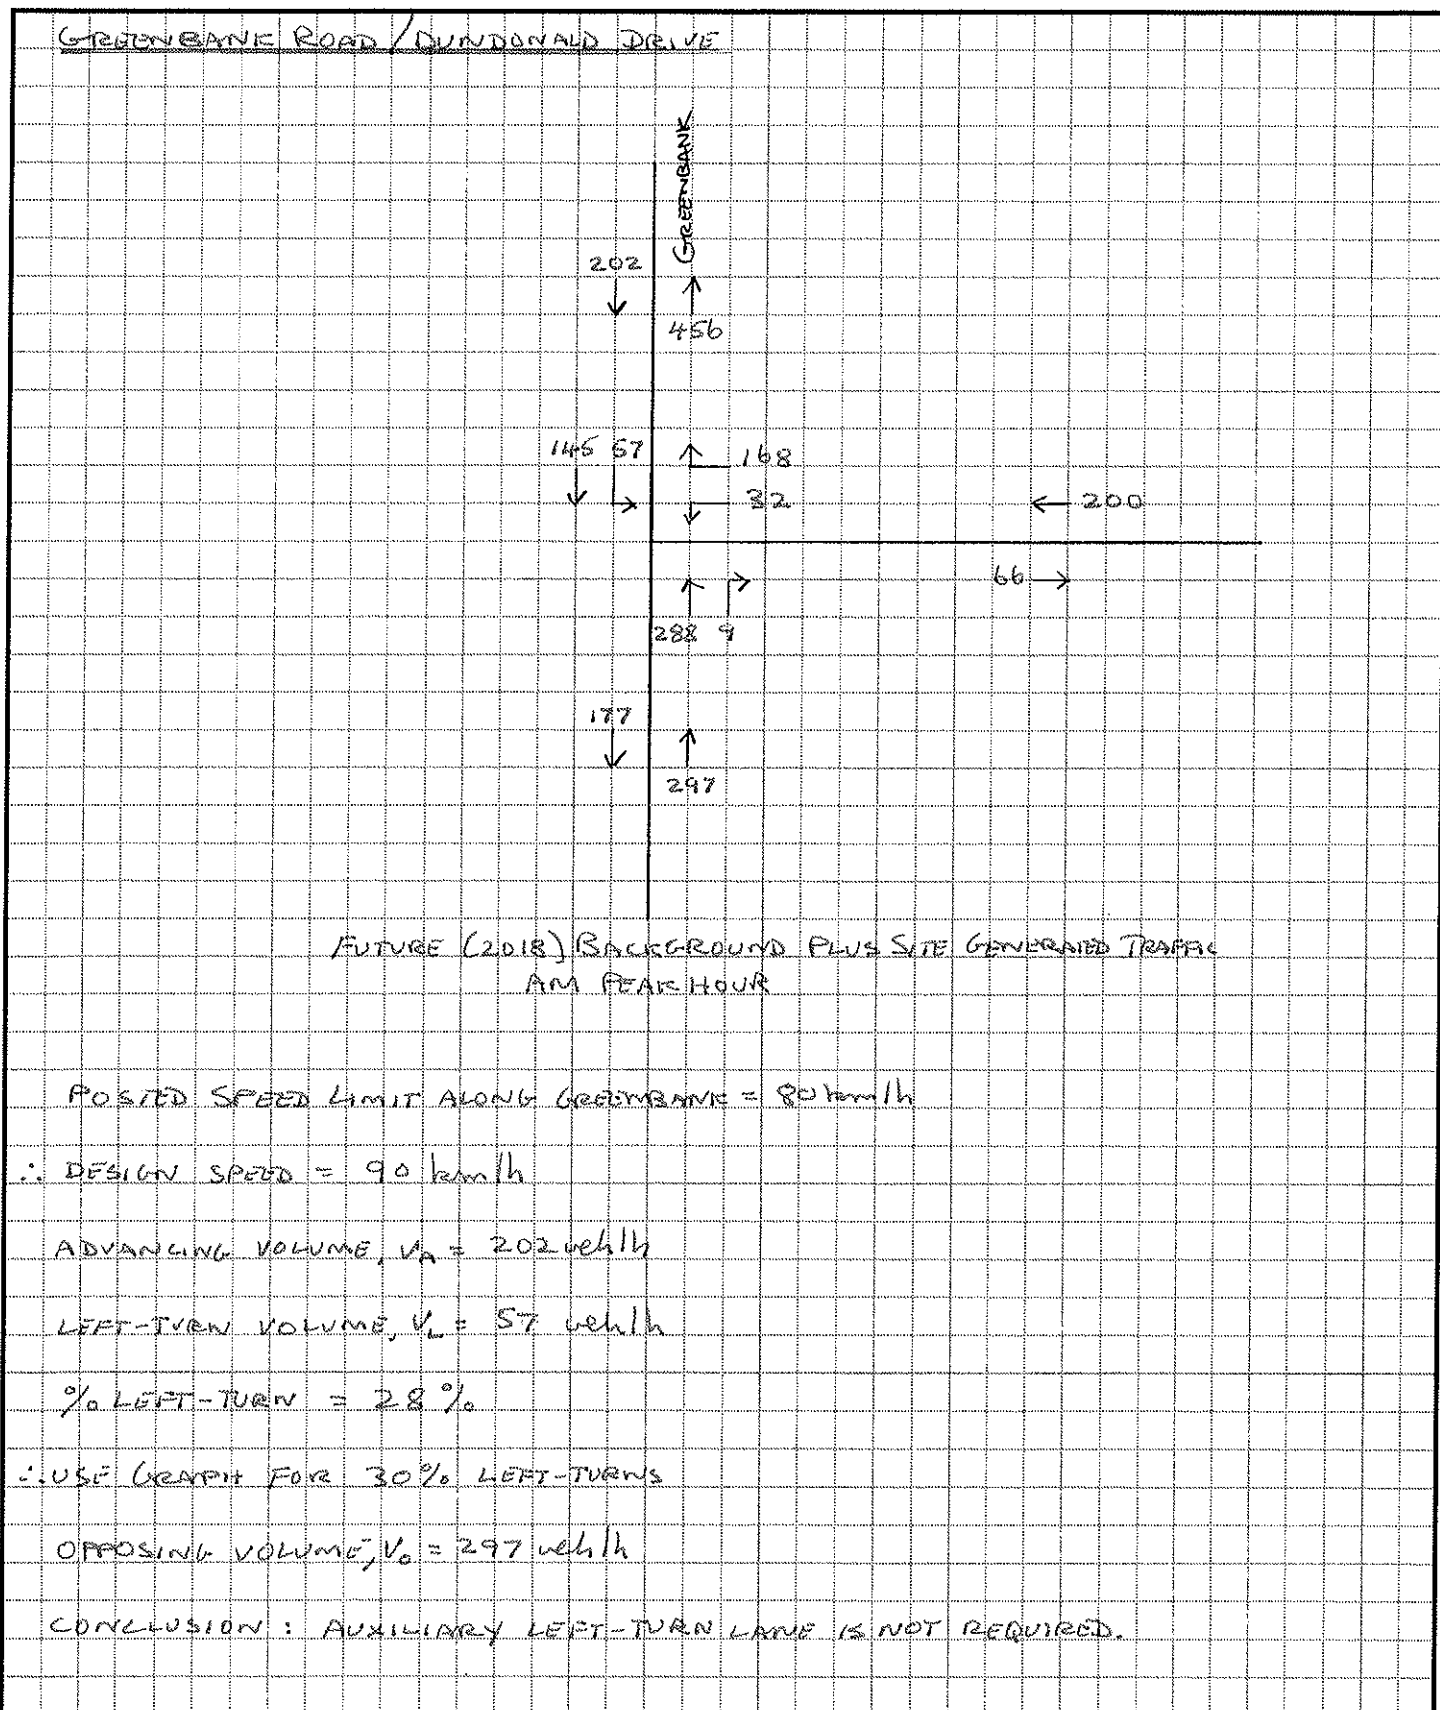 GREENBANK ROAD / DUNDONALD DRIVE
GREENBANK
202
456
145 57
168
32
200
66
288 9
177
297
FUTURE (2018) BACKGROUND PLUS SITE GENERATED TRAFFIC
AM PEAK HOUR
POSTED SPEED LIMIT ALONG GREENBANK = 80 km/h
∴ DESIGN SPEED = 90 km/h
ADVANCING VOLUME, VA = 202 veh/h
LEFT-TURN VOLUME, VL = 57 veh/h
% LEFT-TURN = 28 %
∴ USE GRAPH FOR 30% LEFT-TURNS
OPPOSING VOLUME, Vo = 297 veh/h
CONCLUSION : AUXILIARY LEFT-TURN LANE IS NOT REQUIRED.